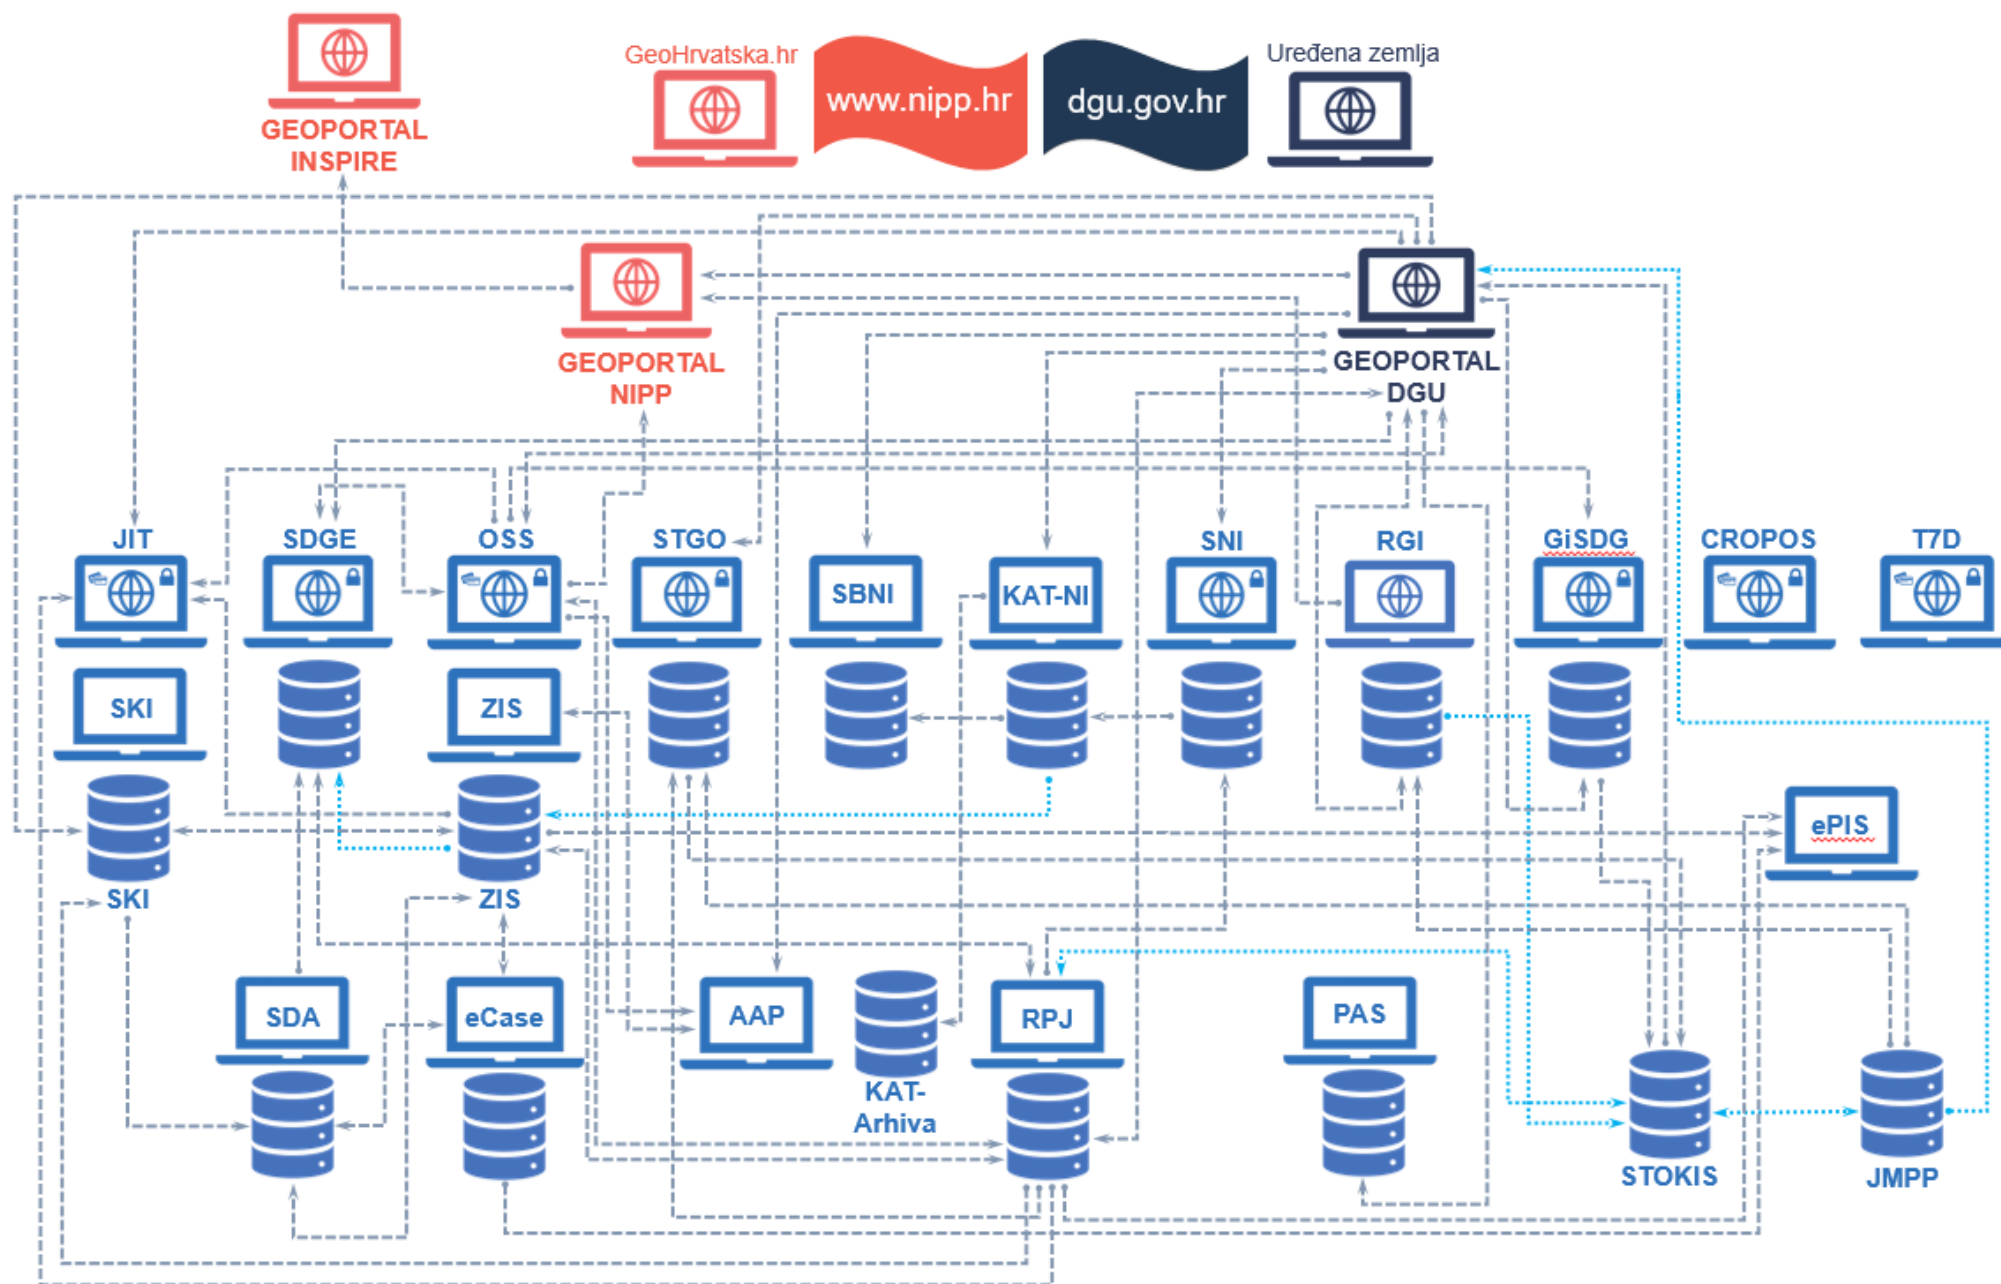 GeoHrvatska.hr
www.nipp.hr
dgu.gov.hr
Uređena zemlja
GEOPORTAL
INSPIRE
GEOPORTAL
NIPP
GEOPORTAL
DGU
JIT
SDGE
OSS
STGO
SBNI
KAT-NI
SNI
RGI
GiSDG
CROPOS
T7D
SKI
ZIS
ePIS
SKI
ZIS
SDA
eCase
AAP
KAT-
Arhiva
RPJ
PAS
STOKIS
JMPP